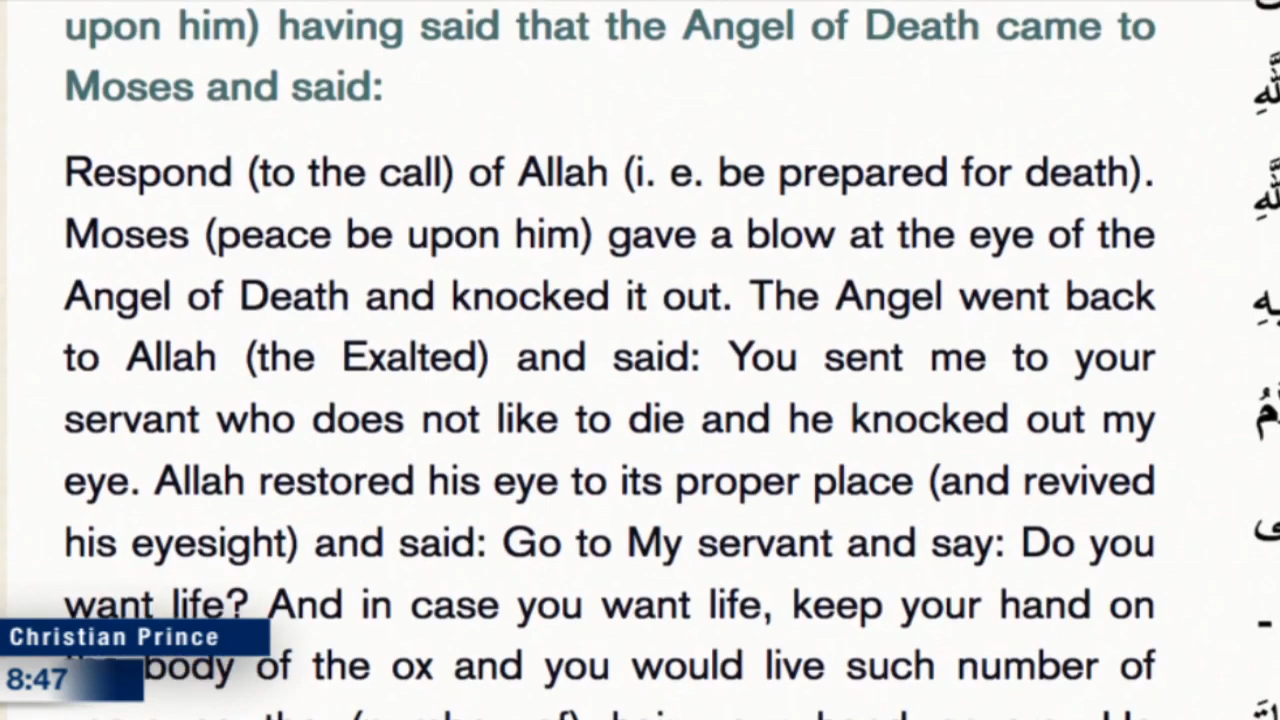 upon him) having said that the Angel of Death came to
Moses and said:
Respond (to the call) of Allah (i. e. be prepared for death).
Moses (peace be upon him) gave a blow at the eye of the
Angel of Death and knocked it out. The Angel went back
to Allah (the Exalted) and said: You sent me to your
servant who does not like to die and he knocked out my
eye. Allah restored his eye to its proper place (and revived
his eyesight) and said: Go to My servant and say: Do you
want life? And in case you want life, keep your hand on
body of the ox and you would live such number of
Christian Prince
8:47